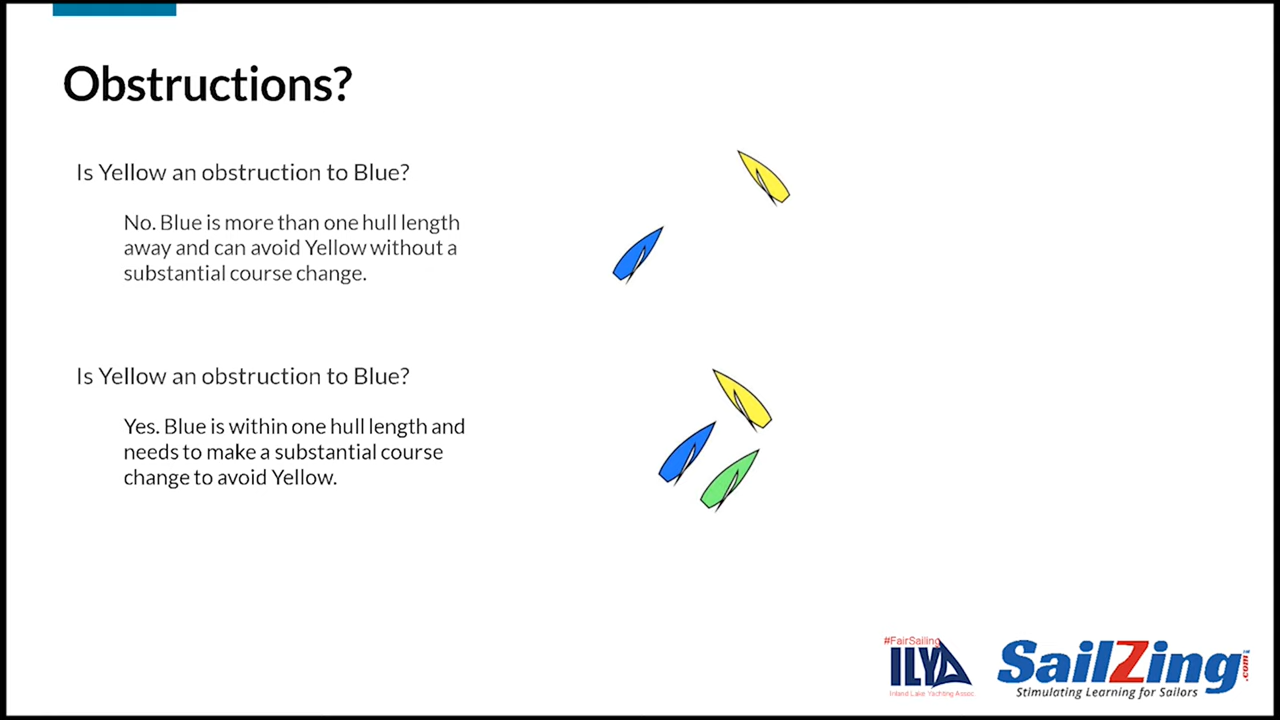 Obstructions?
Is Yellow an obstruction to Blue?
No. Blue is more than one hull length
away and can avoid Yellow without a
substantial course change.
Is Yellow an obstruction to Blue?
Yes. Blue is within one hull length and
needs to make a substantial course
change to avoid Yellow.
#FairSailing
ILYA
Inland Lake Yachting Assoc.
SailZing.com
Stimulating Learning for Sailors